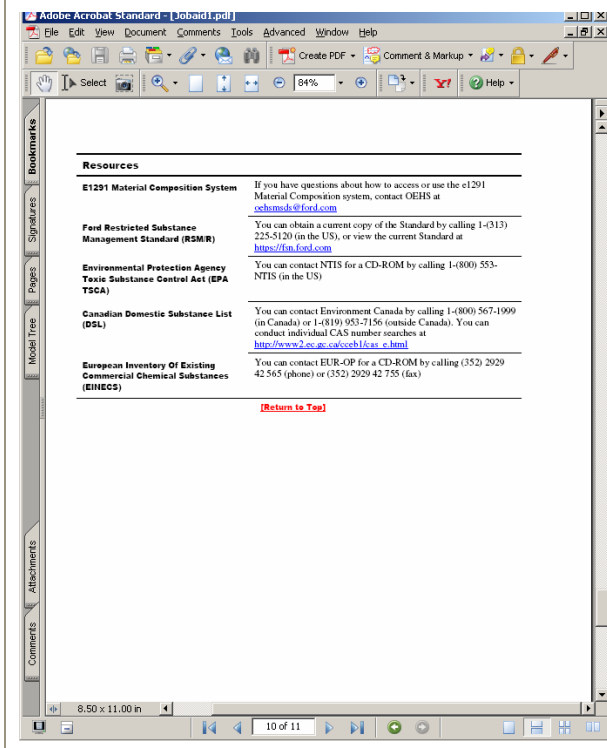 Adobe Acrobat Standard - [Jobaid1.pdf]
File Edit View Document Comments Tools Advanced Window Help
Create PDF Comment & Markup
Select 84% Y! Help
Bookmarks
Signatures
Pages
Model Tree
Attachments
Comments
Resources
E1291 Material Composition System
If you have questions about how to access or use the e1291
Material Composition system, contact OEHS at
oehsmsds@ford.com
Ford Restricted Substance
Management Standard (RSM/R)
You can obtain a current copy of the Standard by calling 1-(313)
225-5120 (in the US), or view the current Standard at
https://fsn.ford.com
Environmental Protection Agency
Toxic Substance Control Act (EPA
TSCA)
You can contact NTIS for a CD-ROM by calling 1-(800) 553-
NTIS (in the US)
Canadian Domestic Substance List
(DSL)
You can contact Environment Canada by calling 1-(800) 567-1999
(in Canada) or 1-(819) 953-7156 (outside Canada). You can
conduct individual CAS number searches at
http://www2.ec.gc.ca/cceb1/cas_e.html
European Inventory Of Existing
Commercial Chemical Substances
(EINECS)
You can contact EUR-OP for a CD-ROM by calling (352) 2929
42 565 (phone) or (352) 2929 42 755 (fax)
[Return to Top]
8.50 x 11.00 in
10 of 11